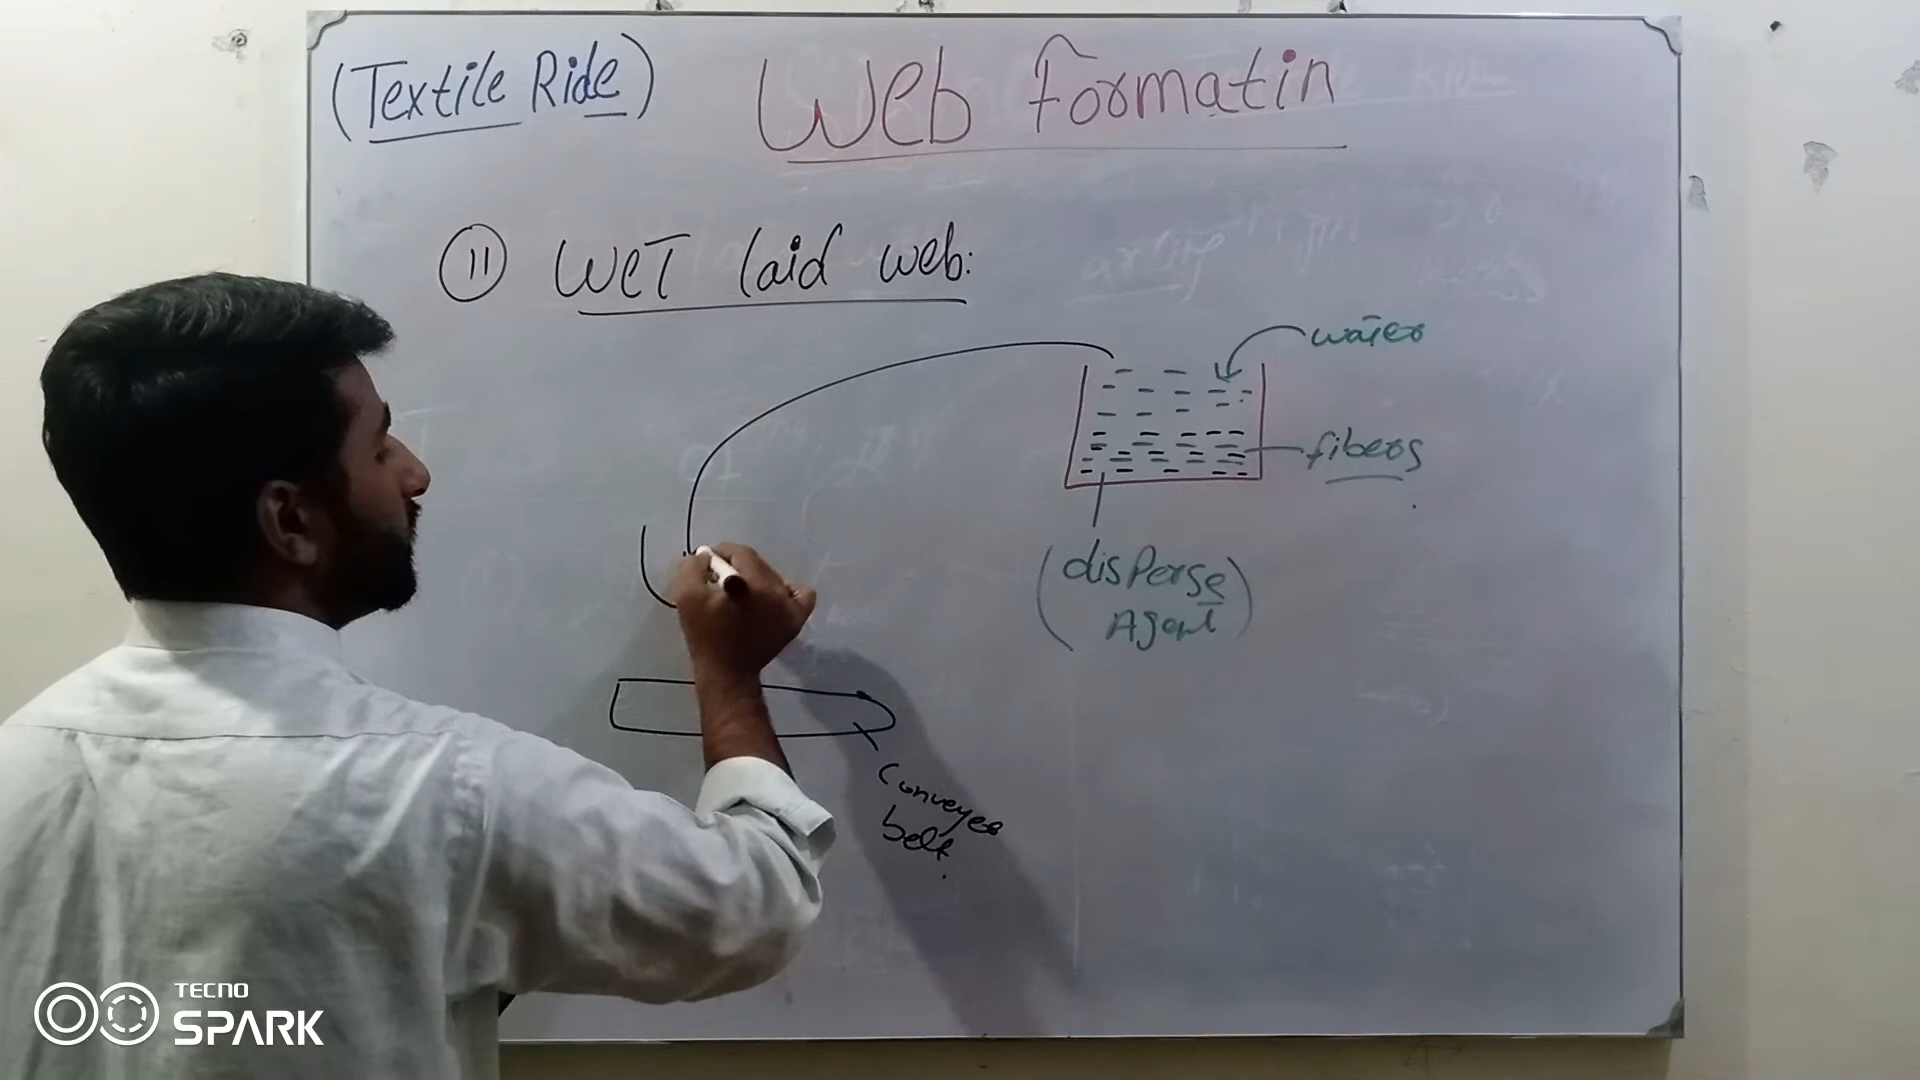 (Textile Ride)
Web Formatin
11 WET laid web:
water
fibers
(disperse
Agent)
Conveyer
belt.
TECNO
SPARK